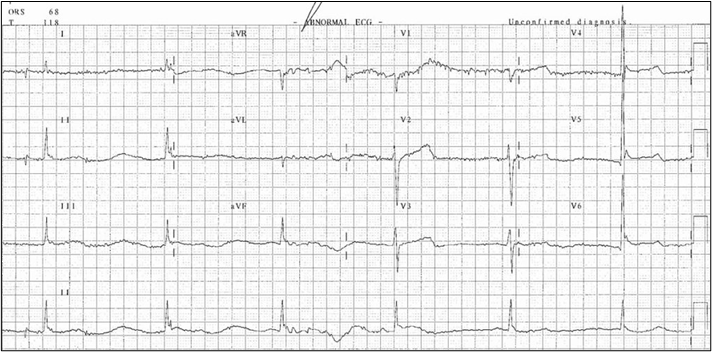 QRS 68
T 118
- ABNORMAL ECG - Unconfirmed diagnosis.
I aVR V1 V4
II aVL V2 V5
III aVF V3 V6
II